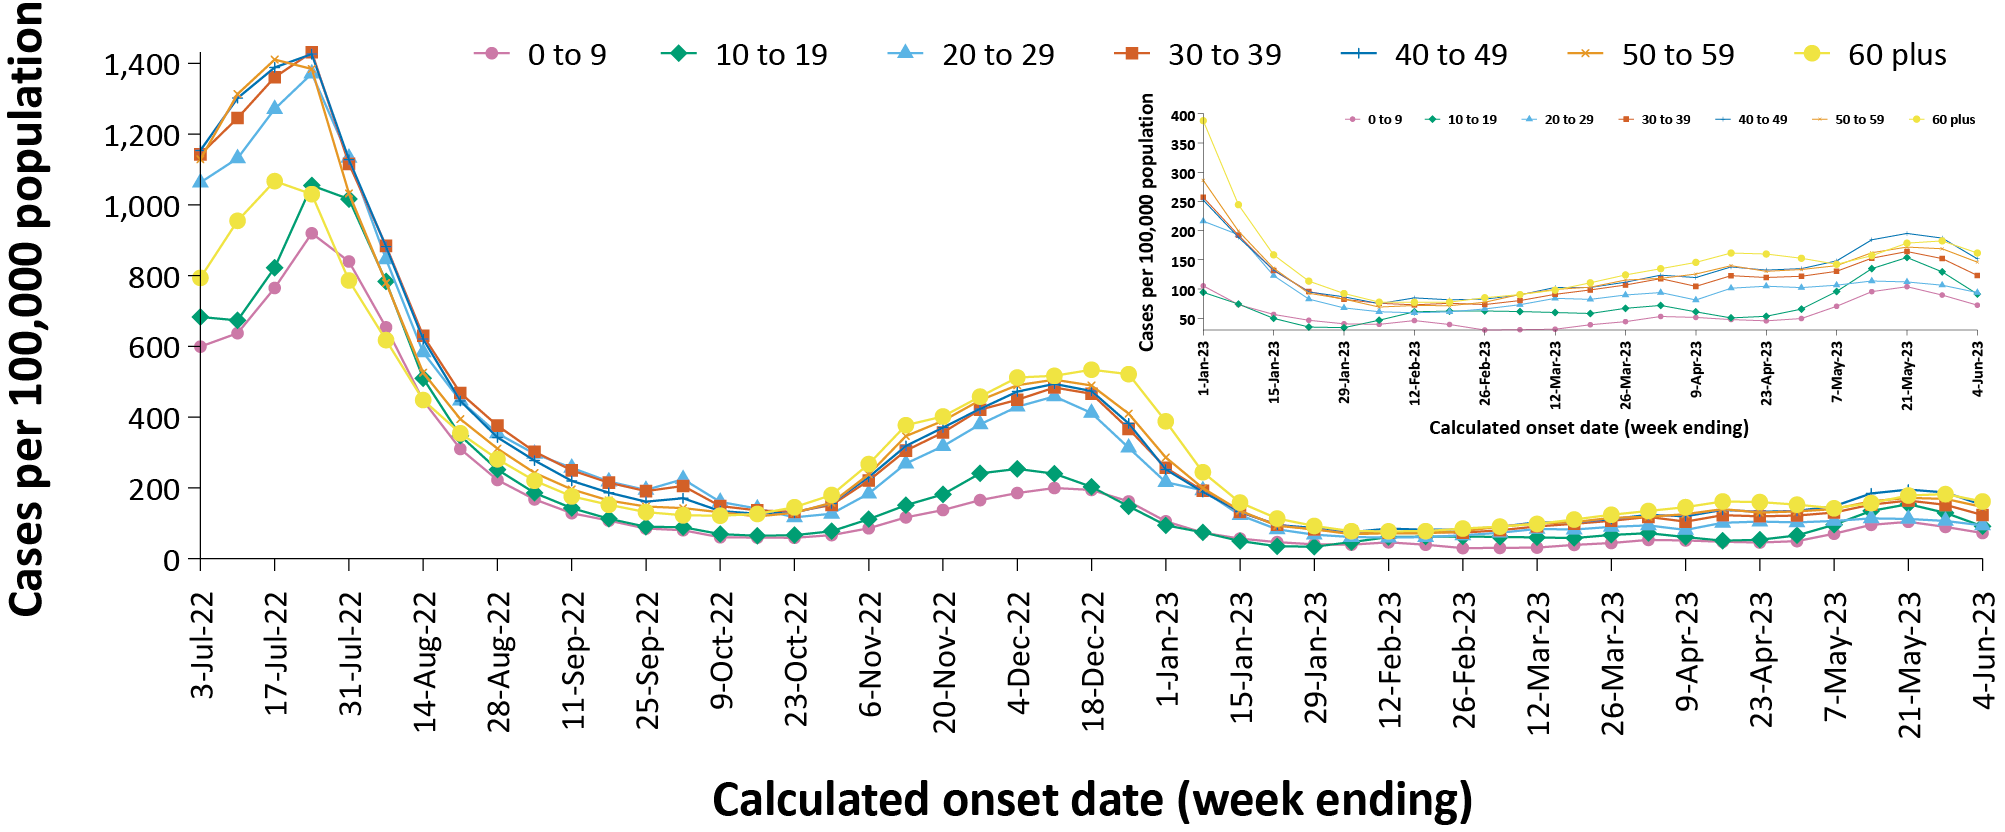 Cases per 100,000 population
1,400
1,200
1,000
800
600
400
200
0
0 to 9
10 to 19
20 to 29
30 to 39
40 to 49
50 to 59
60 plus
3-Jul-22
17-Jul-22
31-Jul-22
14-Aug-22
28-Aug-22
11-Sep-22
25-Sep-22
9-Oct-22
23-Oct-22
6-Nov-22
20-Nov-22
4-Dec-22
18-Dec-22
1-Jan-23
15-Jan-23
29-Jan-23
12-Feb-23
26-Feb-23
12-Mar-23
26-Mar-23
9-Apr-23
23-Apr-23
7-May-23
21-May-23
4-Jun-23
Calculated onset date (week ending)
Cases per 100,000 population
400
350
300
250
200
150
100
50
0 to 9
10 to 19
20 to 29
30 to 39
40 to 49
50 to 59
60 plus
1-Jan-23
15-Jan-23
29-Jan-23
12-Feb-23
26-Feb-23
12-Mar-23
26-Mar-23
9-Apr-23
23-Apr-23
7-May-23
21-May-23
4-Jun-23
Calculated onset date (week ending)